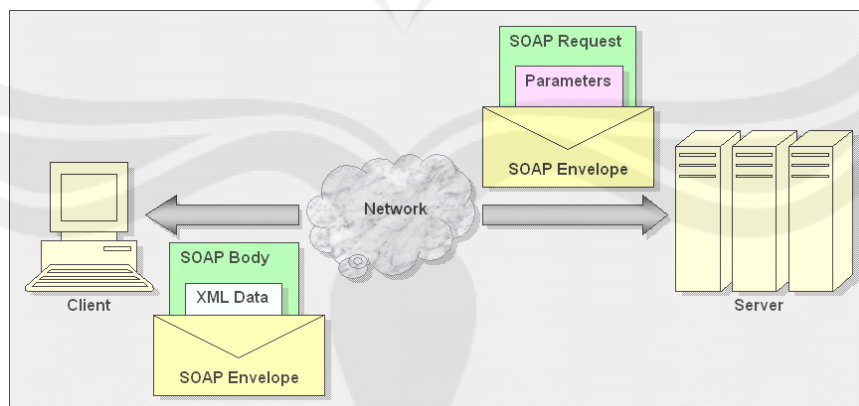 SOAP Request
Parameters
SOAP Envelope
Network
SOAP Body
XML Data
Client
Server
SOAP Envelope